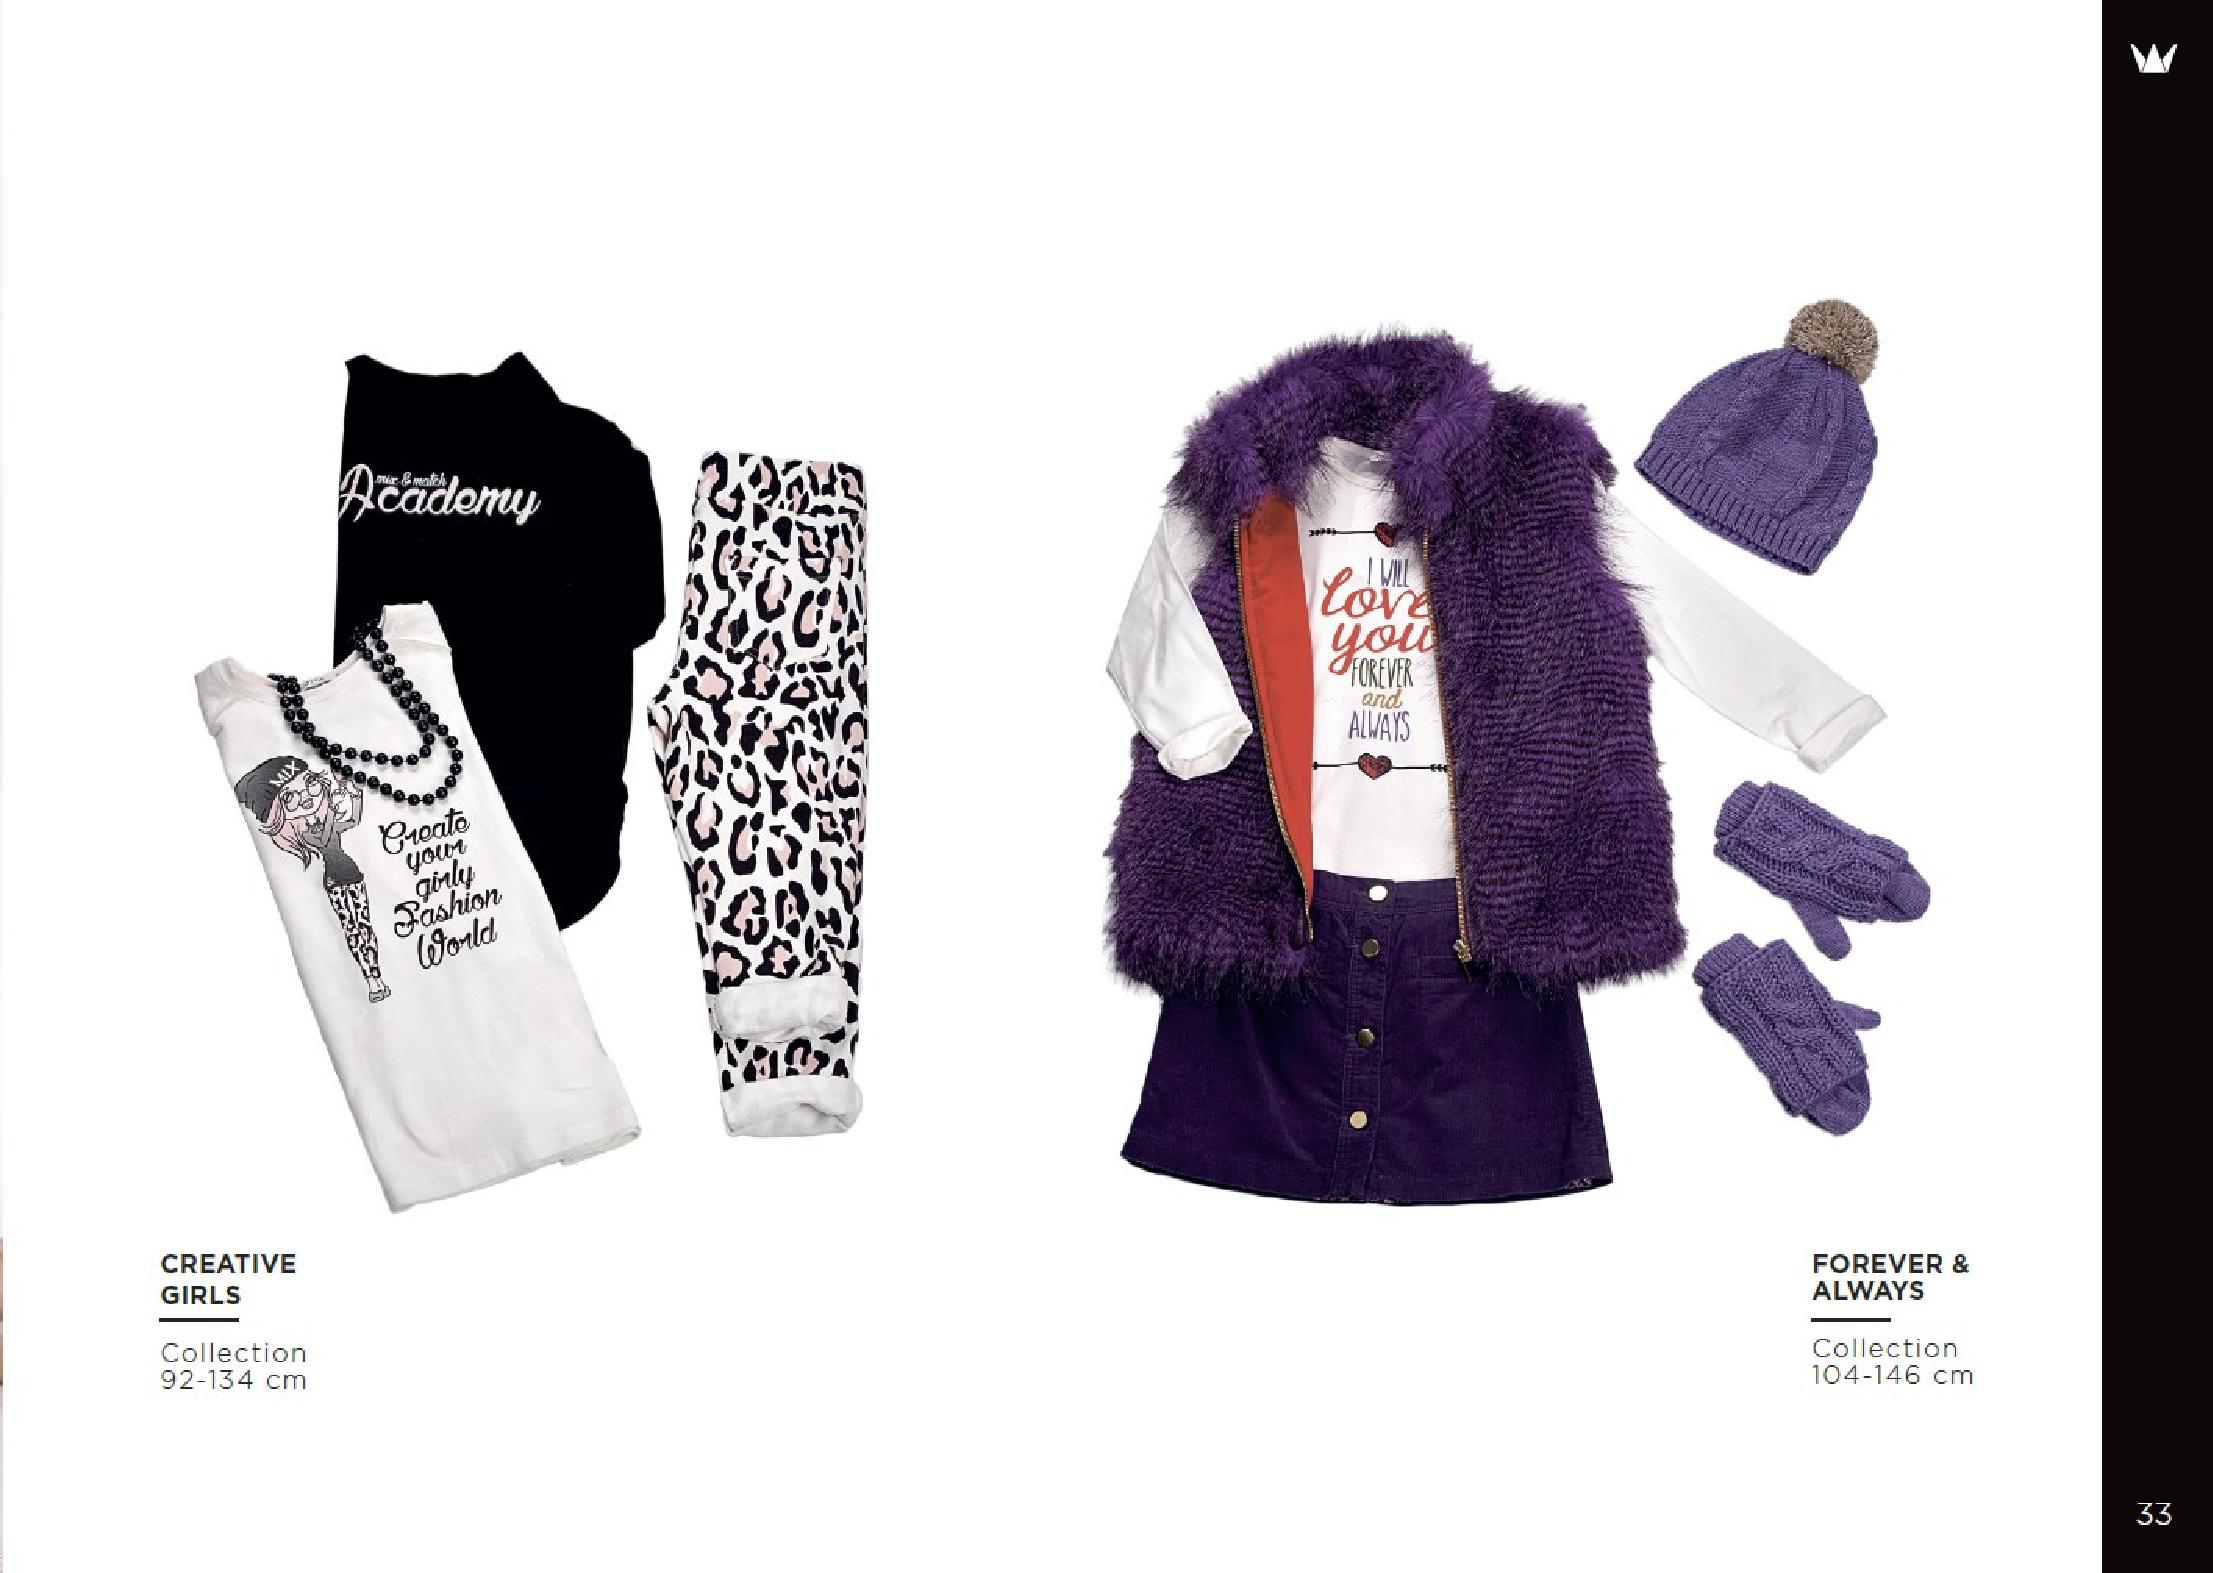 mix & match
Academy
MIX
Create
your
girly
Fashion
World
I WILL
love
you
FOREVER
and
ALWAYS
CREATIVE
GIRLS
Collection
92-134 cm
FOREVER &
ALWAYS
Collection
104-146 cm
33